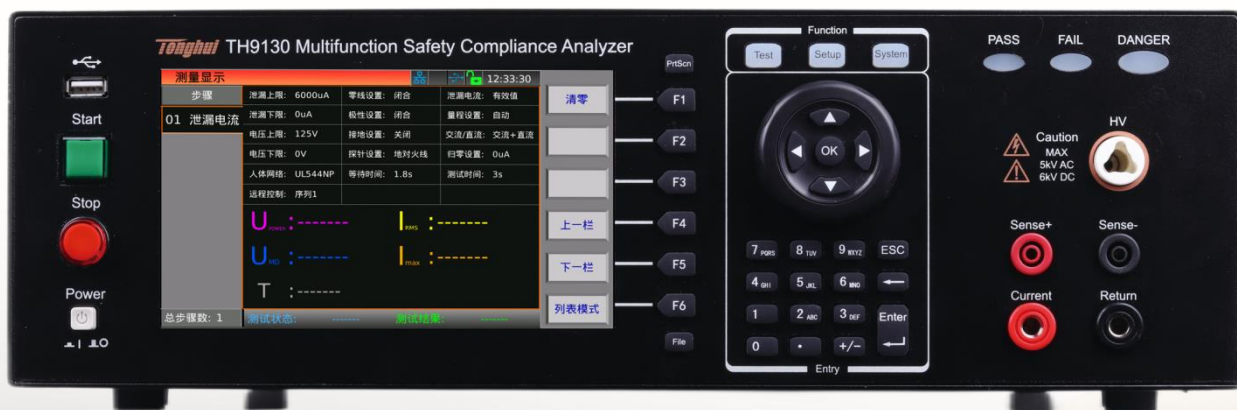 Tonghui TH9130 Multifunction Safety Compliance Analyzer
Start
Stop
Power
测量显示 12:33:30
步骤
01 泄漏电流
泄漏上限: 6000uA 零线设置: 闭合 泄漏电流: 有效值
泄漏下限: 0uA 极性设置: 闭合 量程设置: 自动
电压上限: 125V 接地设置: 关闭 交流/直流: 交流+直流
电压下限: 0V 探针设置: 地对火线 归零设置: 0uA
人体网络: UL544NP 等待时间: 1.8s 测试时间: 3s
远程控制: 序列1
U :------- I RMS :-------
U MD :------- I max :-------
T :-------
总步骤数: 1 测试状态: ------- 测试结果: -------
清零
上一栏
下一栏
列表模式
PrtScn
F1
F2
F3
F4
F5
F6
File
Function
Test Setup System
OK
7 PQRS 8 TUV 9 WXYZ ESC
4 GHI 5 JKL 6 MNO
1 2 ABC 3 DEF Enter
0 . +/-
Entry
PASS FAIL DANGER
HV
Caution
MAX
5kV AC
6kV DC
Sense+ Sense-
Current Return